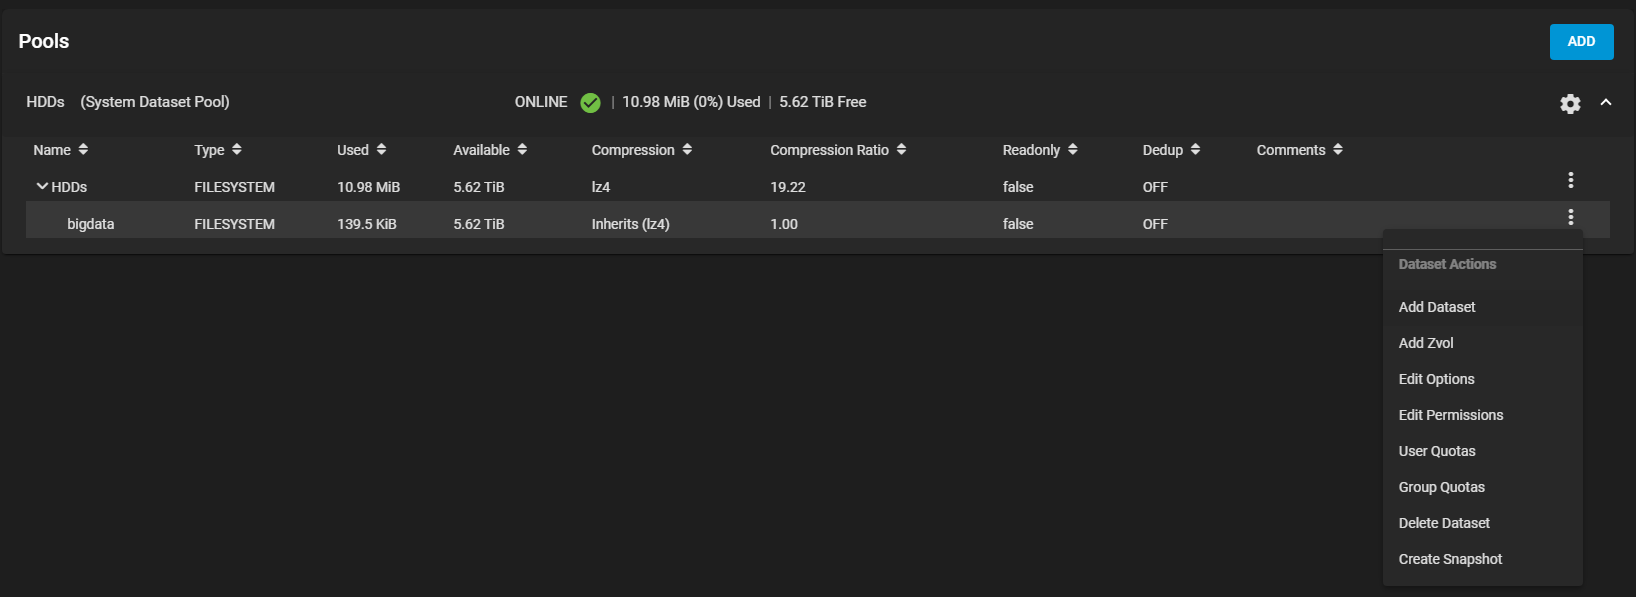 Pools
ADD
HDDs (System Dataset Pool) ONLINE | 10.98 MiB (0%) Used | 5.62 TiB Free
Name Type Used Available Compression Compression Ratio Readonly Dedup Comments
HDDs FILESYSTEM 10.98 MiB 5.62 TiB lz4 19.22 false OFF
bigdata FILESYSTEM 139.5 KiB 5.62 TiB Inherits (lz4) 1.00 false OFF
Dataset Actions
Add Dataset
Add Zvol
Edit Options
Edit Permissions
User Quotas
Group Quotas
Delete Dataset
Create Snapshot